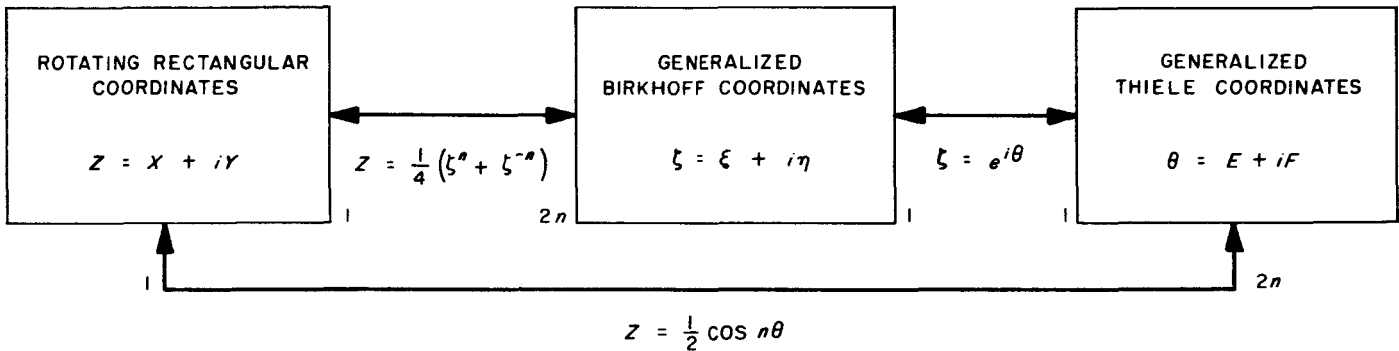 ROTATING RECTANGULAR
COORDINATES
Z = X + iY
GENERALIZED
BIRKHOFF COORDINATES
ζ = ξ + iη
GENERALIZED
THIELE COORDINATES
θ = E + iF
Z = 1/4 (ζⁿ + ζ⁻ⁿ)
ζ = e^{iθ}
1
2n
1
1
1
2n
Z = 1/2 COS nθ